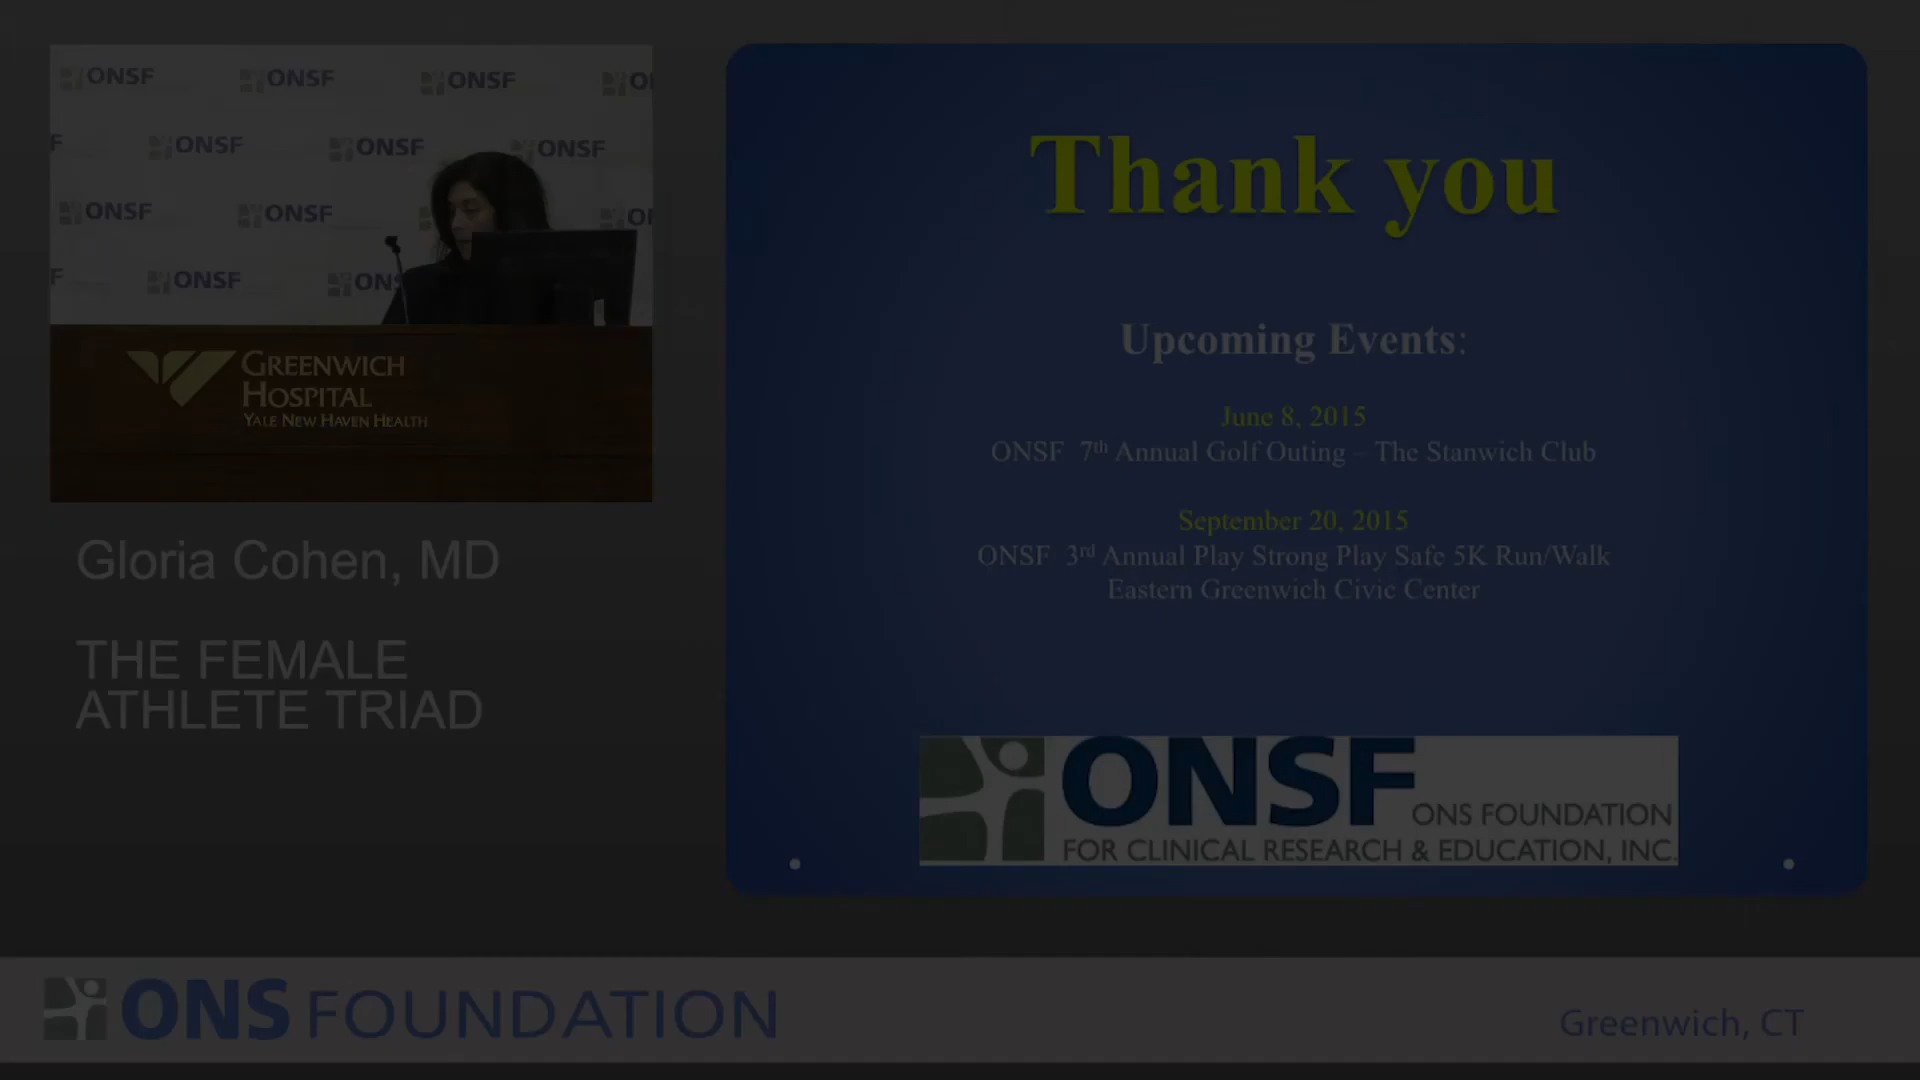 ONSF ONSF ONSF
ONSF ONSF ONSF
ONSF ONSF
ONSF
GREENWICH
HOSPITAL
YALE NEW HAVEN HEALTH
Gloria Cohen, MD
THE FEMALE
ATHLETE TRIAD
Thank you
Upcoming Events:
June 8, 2015
ONSF 7th Annual Golf Outing – The Stanwich Club
September 20, 2015
ONSF 3rd Annual Play Strong Play Safe 5K Run/Walk
Eastern Greenwich Civic Center
ONSF ONS FOUNDATION
FOR CLINICAL RESEARCH & EDUCATION, INC.
ONS FOUNDATION
Greenwich, CT